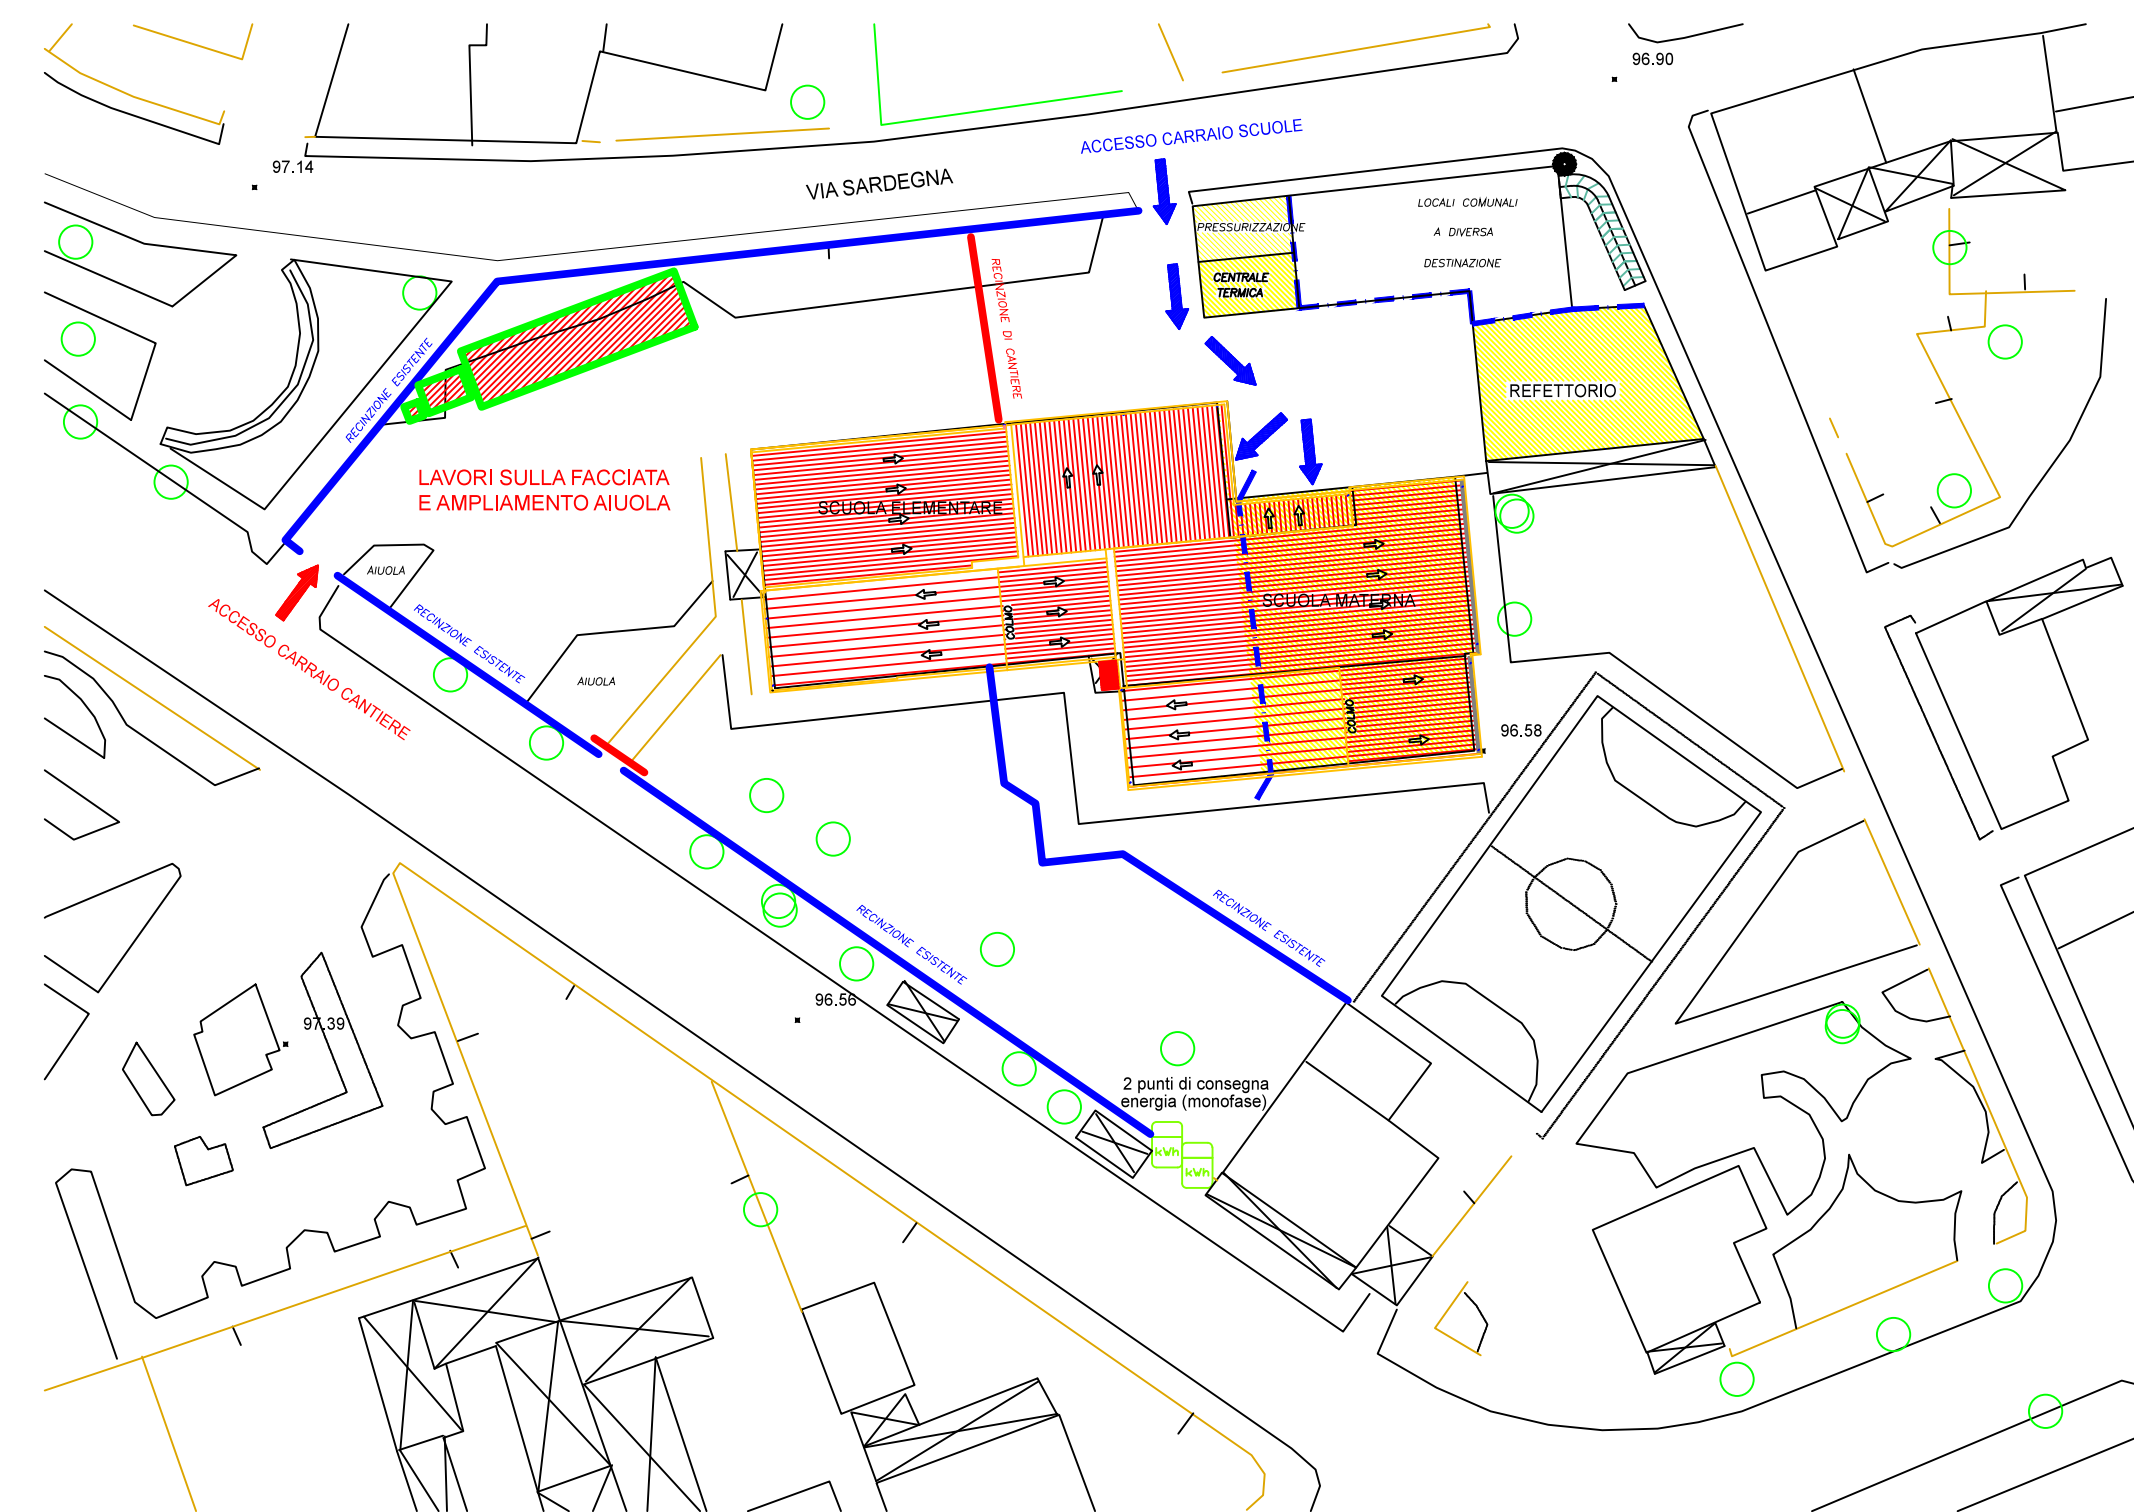 96.90
ACCESSO CARRAIO SCUOLE
97.14
VIA SARDEGNA
LOCALI COMUNALI
A DIVERSA
DESTINAZIONE
PRESSURIZZAZIONE
CENTRALE
TERMICA
RECINZIONE DI CANTIERE
RECINZIONE ESISTENTE
REFETTORIO
LAVORI SULLA FACCIATA
E AMPLIAMENTO AIUOLA
SCUOLA ELEMENTARE
AIUOLA
ACCESSO CARRAIO CANTIERE
RECINZIONE ESISTENTE
COLMO
SCUOLA MATERNA
AIUOLA
COLMO
96.58
RECINZIONE ESISTENTE
RECINZIONE ESISTENTE
96.56
97.39
2 punti di consegna
energia (monofase)
kWh
kWh